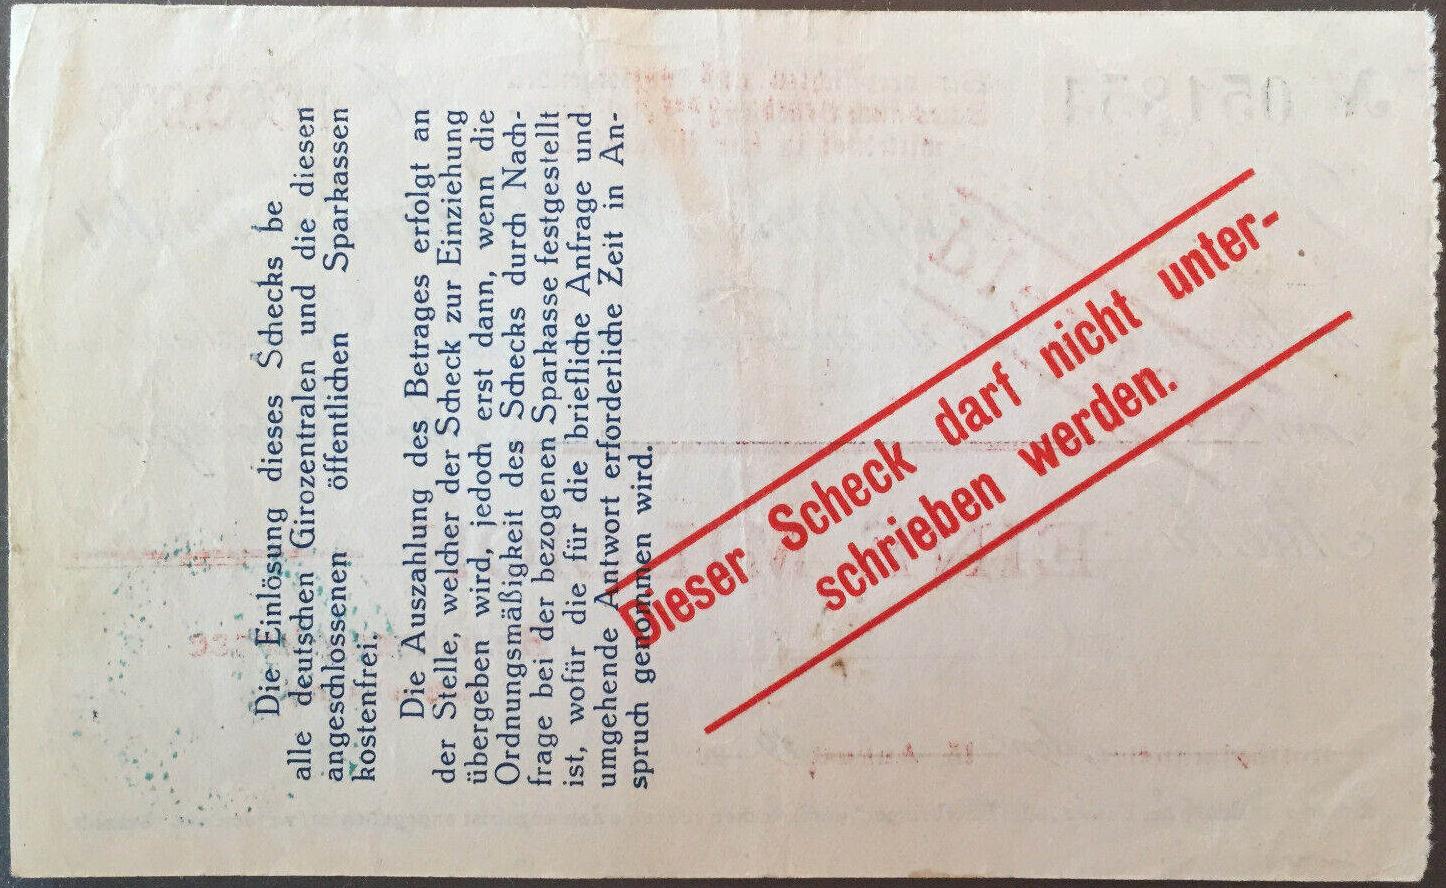 Die Einlösung dieses Schecks be
alle deutschen Girozentralen und die diesen
angeschlossenen öffentlichen Sparkassen
kostenfrei.
Die Auszahlung des Betrages erfolgt an
der Stelle, welcher der Scheck zur Einziehung
übergeben wird, jedoch erst dann, wenn die
Ordnungsmäßigkeit des Schecks durch Nach-
frage bei der bezogenen Sparkasse festgestellt
ist, wofür die für die briefliche Anfrage und
umgehende Antwort erforderliche Zeit in An-
spruch genommen wird.
Dieser Scheck darf nicht unter-
schrieben werden.
№ 051851